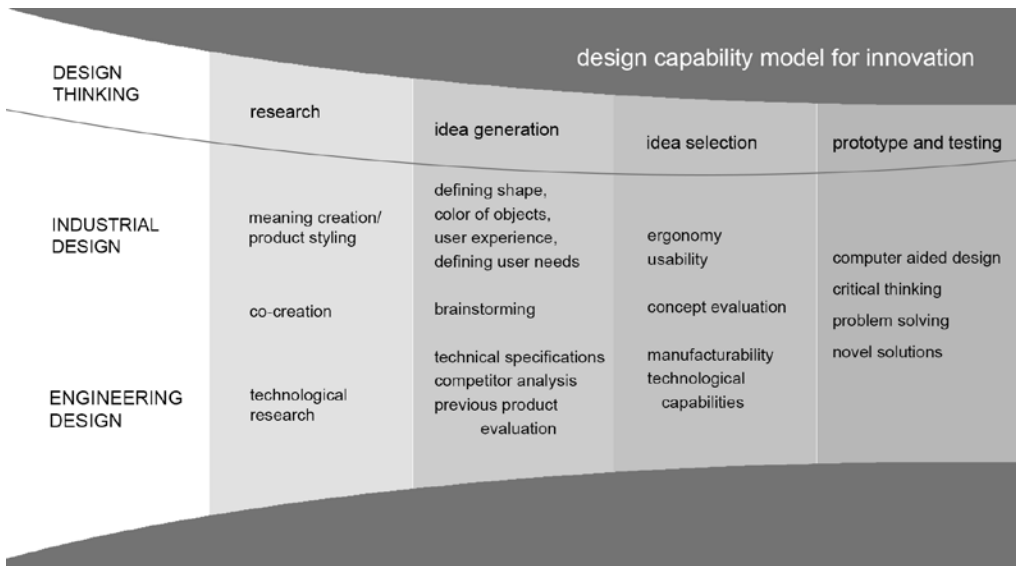 design capability model for innovation
DESIGN
THINKING
research
idea generation
idea selection
prototype and testing
INDUSTRIAL
DESIGN
meaning creation/
product styling
defining shape,
color of objects,
user experience,
defining user needs
ergonomy
usability
computer aided design
critical thinking
problem solving
novel solutions
co-creation
brainstorming
concept evaluation
ENGINEERING
DESIGN
technological
research
technical specifications
competitor analysis
previous product
evaluation
manufacturability
technological
capabilities